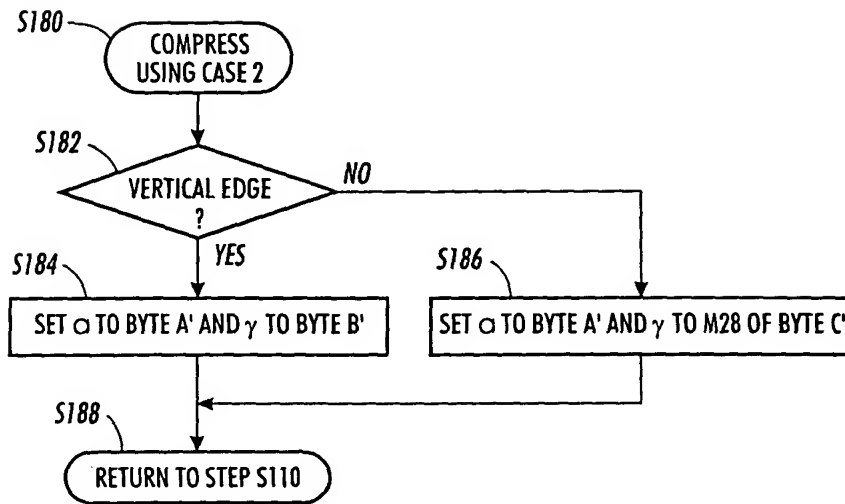 S180
COMPRESS
USING CASE 2
S182
VERTICAL EDGE
?
NO
YES
S184
SET α TO BYTE A' AND γ TO BYTE B'
S186
SET α TO BYTE A' AND γ TO M28 OF BYTE C'
S188
RETURN TO STEP S110